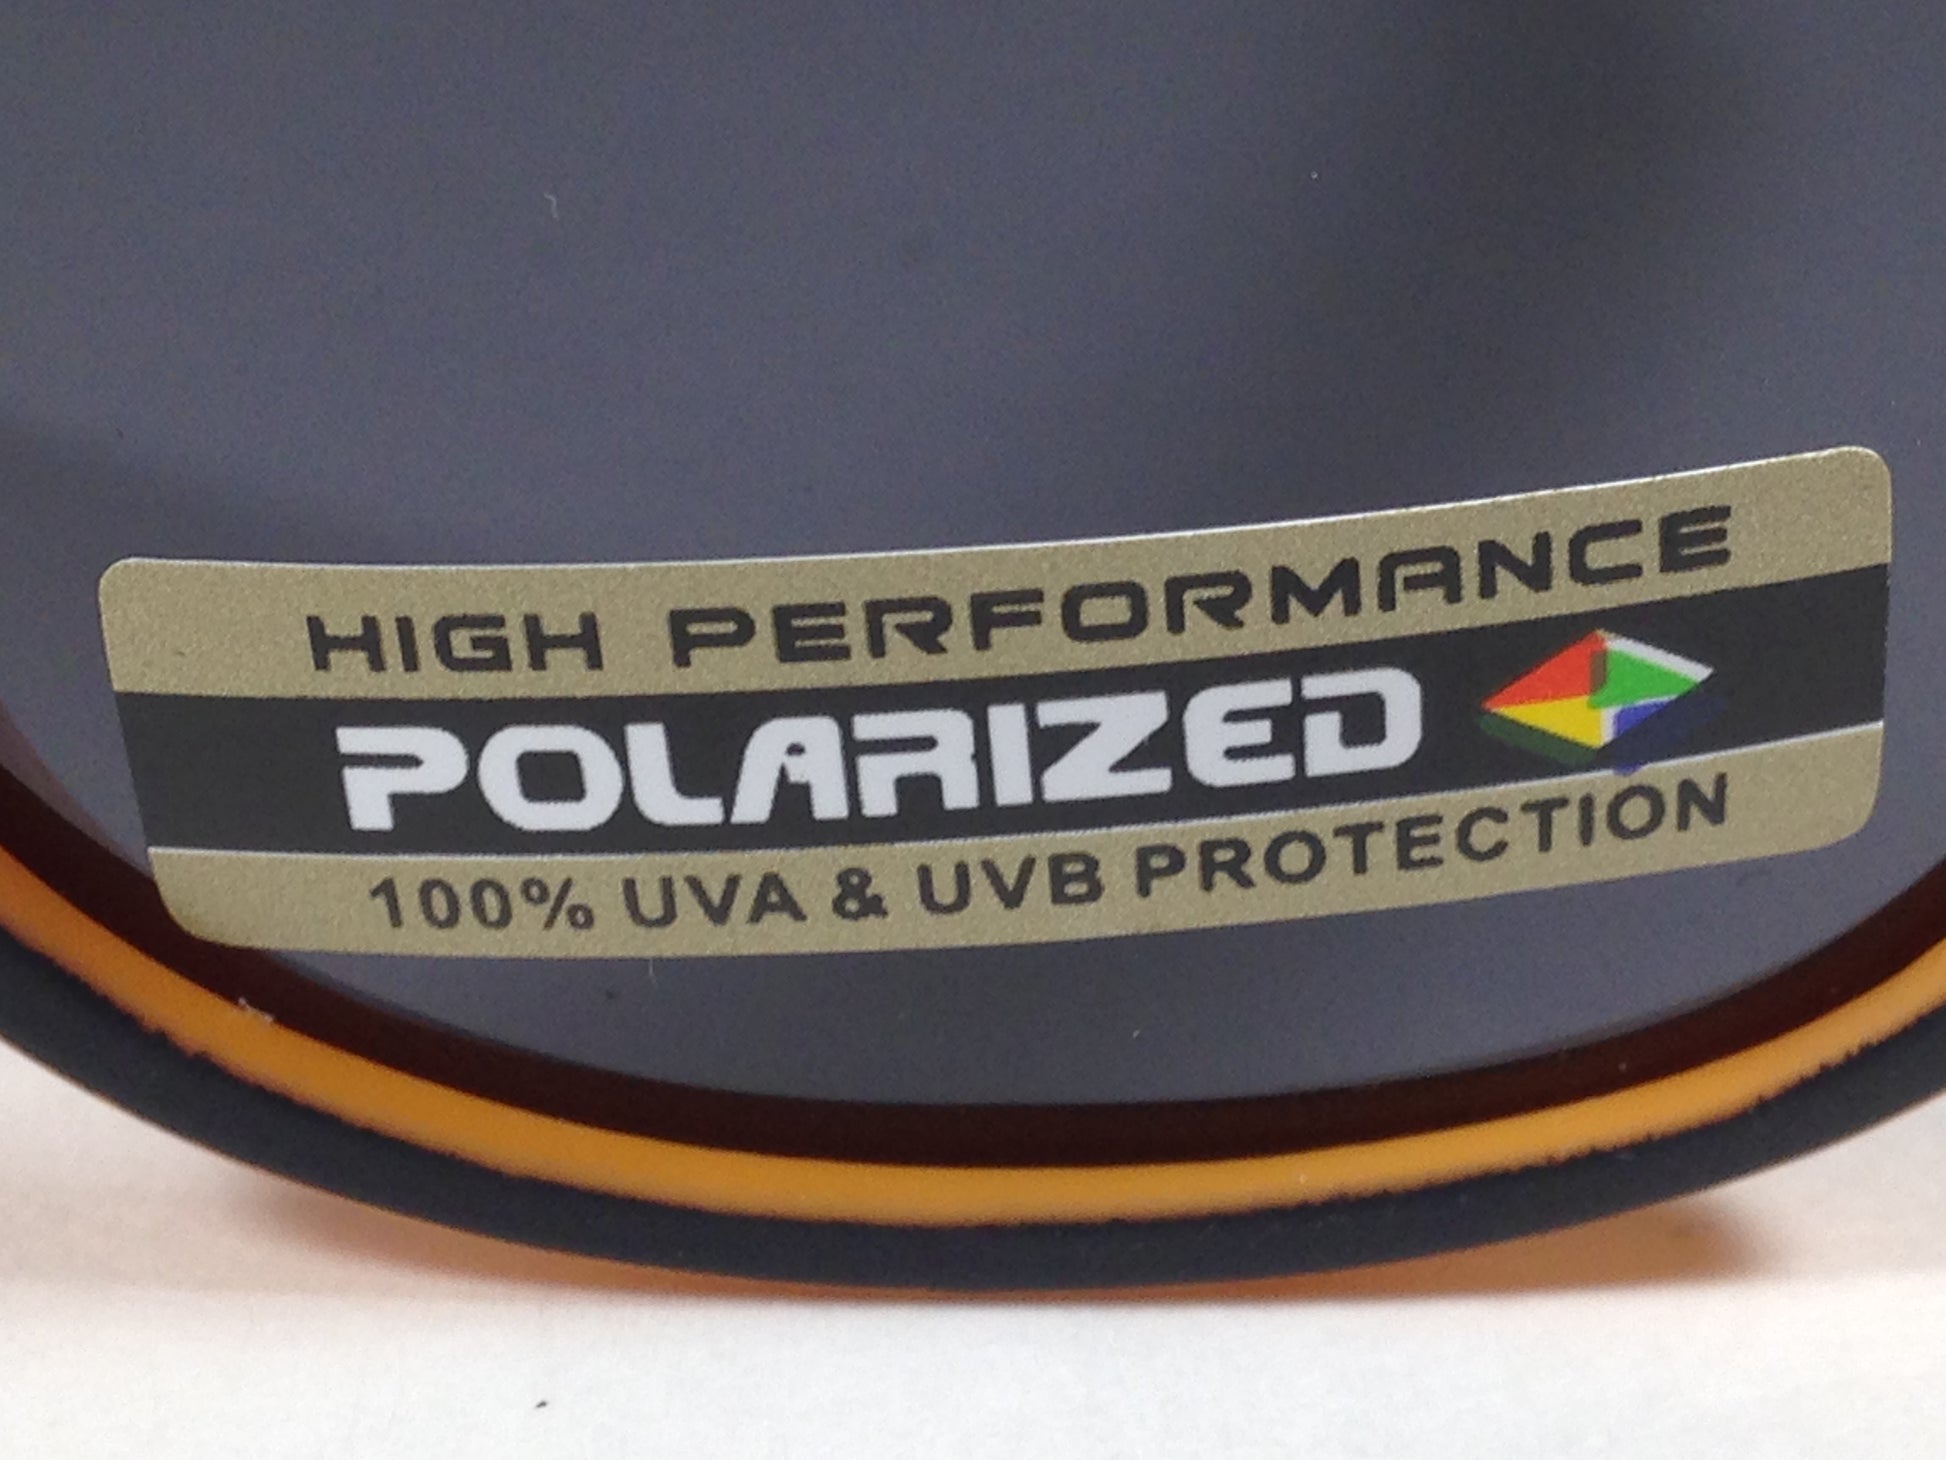 HIGH PERFORMANCE
POLARIZED
100% UVA & UVB PROTECTION